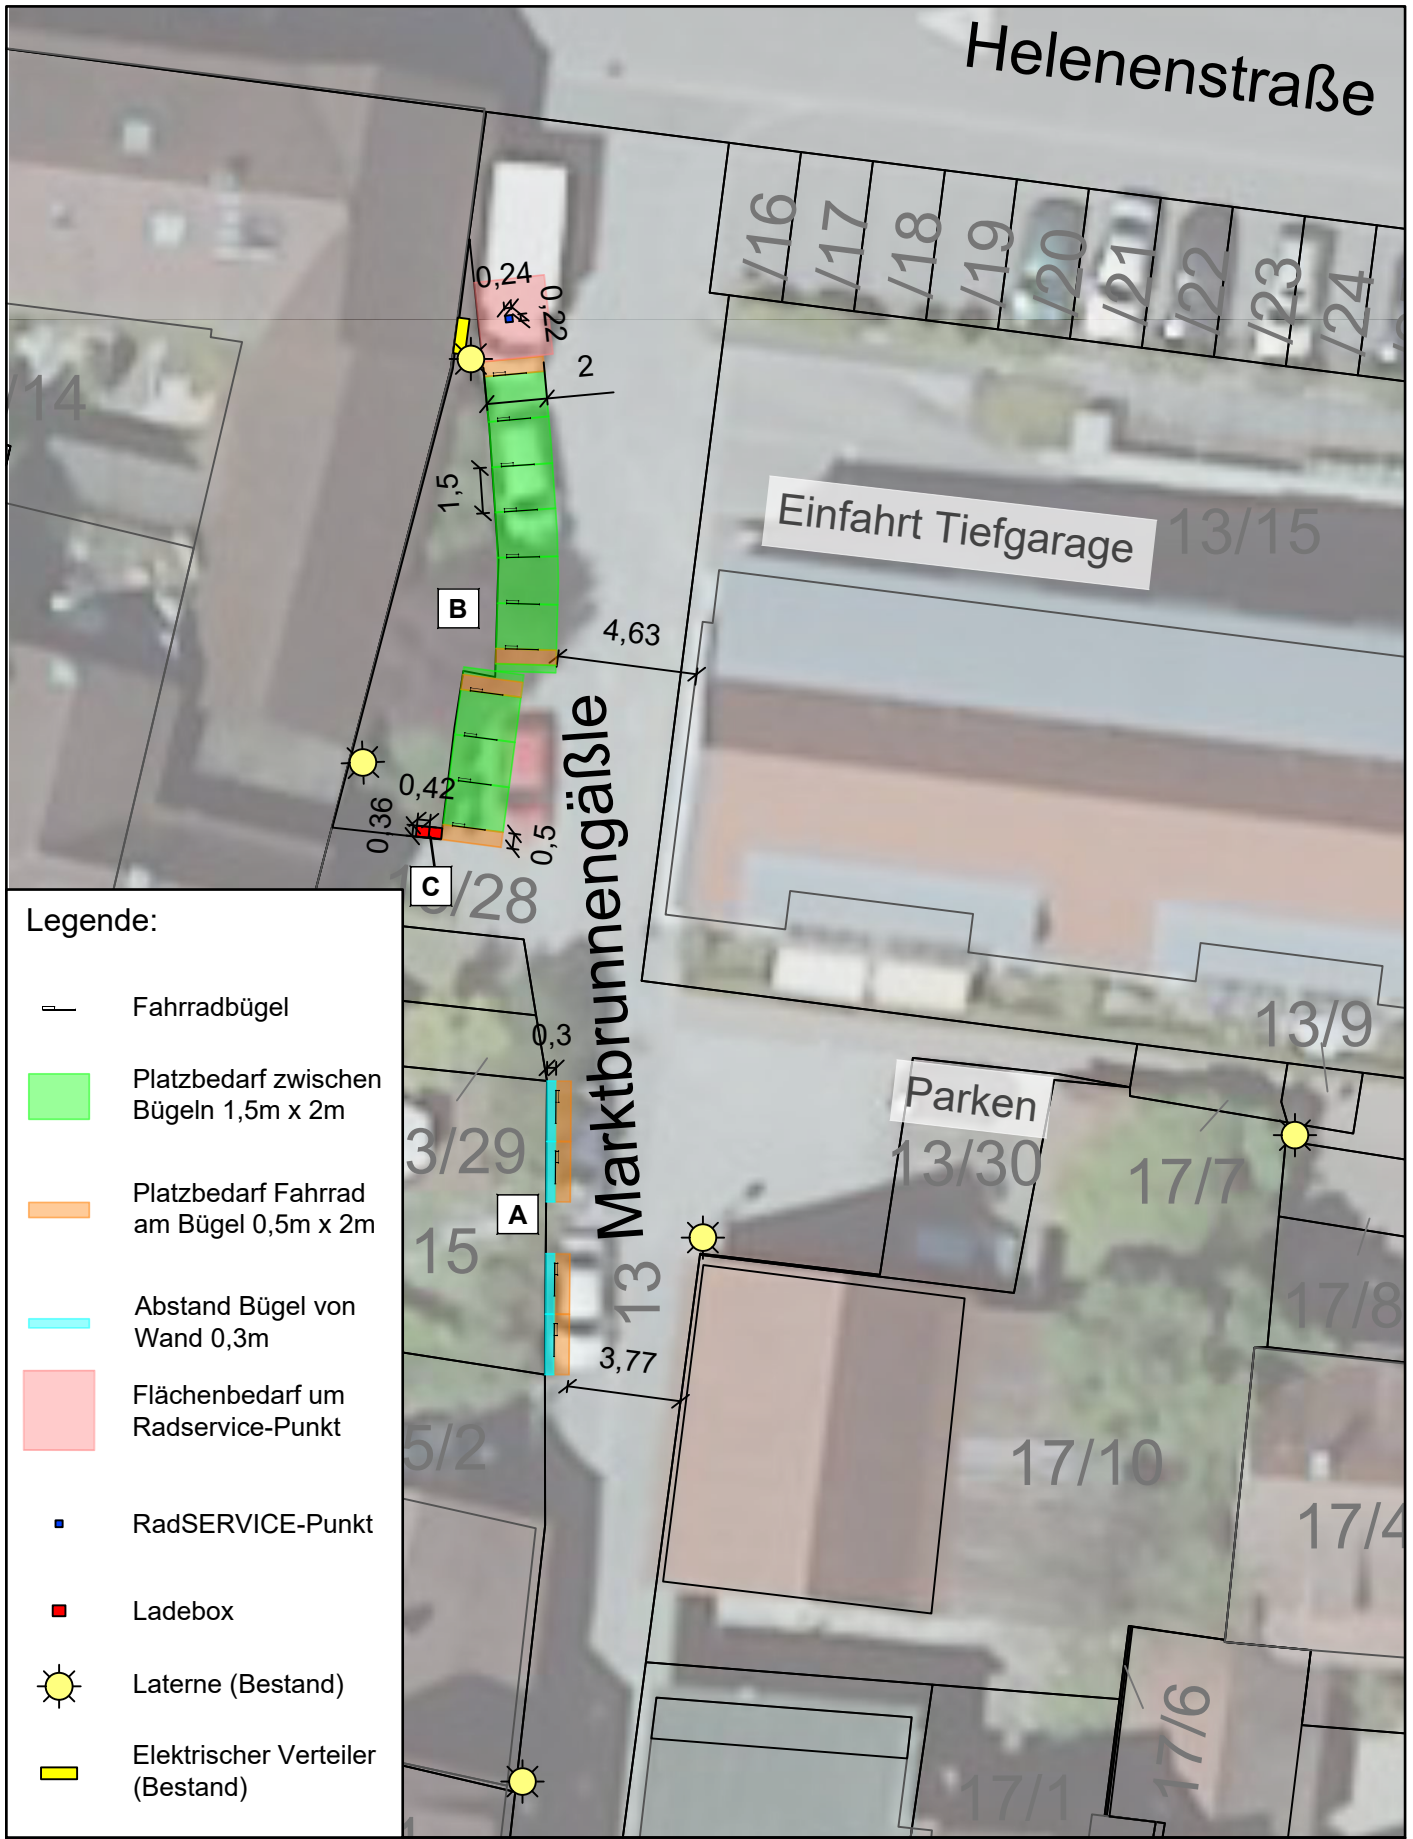 Helenenstraße
/16
/17
/18
/19
/20
/21
/22
/23
/24
0,24
0,22
2
/14
1,5
Einfahrt Tiefgarage
13/15
B
4,63
Marktbrunnengäßle
0,42
0,36
0,5
C
/28
0,3
13/9
Parken
13/30
3/29
17/7
A
15
13
17/8
3,77
5/2
17/10
17/4
17/6
17/1
Legende:
Fahrradbügel
Platzbedarf zwischen
Bügeln 1,5m x 2m
Platzbedarf Fahrrad
am Bügel 0,5m x 2m
Abstand Bügel von
Wand 0,3m
Flächenbedarf um
Radservice-Punkt
RadSERVICE-Punkt
Ladebox
Laterne (Bestand)
Elektrischer Verteiler
(Bestand)